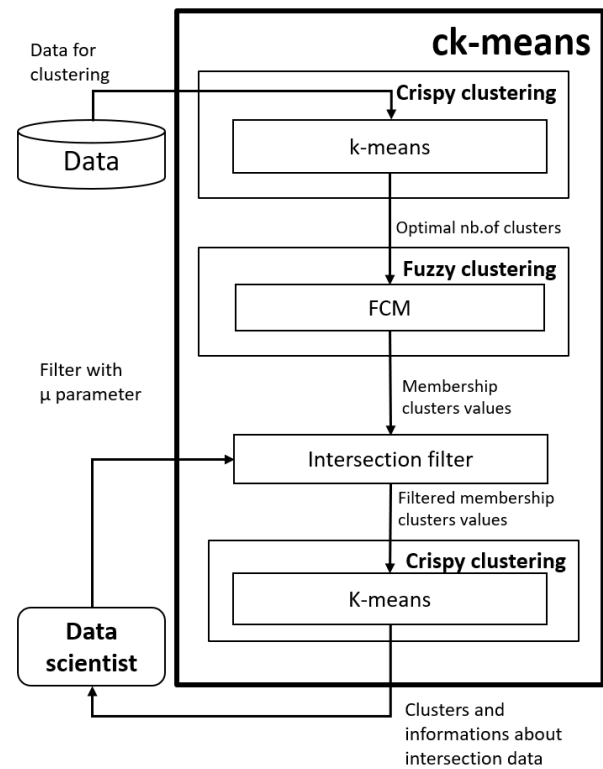 ck-means
Data for
clustering
Crispy clustering
k-means
Data
Optimal nb.of clusters
Fuzzy clustering
FCM
Filter with
μ parameter
Membership
clusters values
Intersection filter
Filtered membership
clusters values
Crispy clustering
K-means
Data
scientist
Clusters and
informations about
intersection data